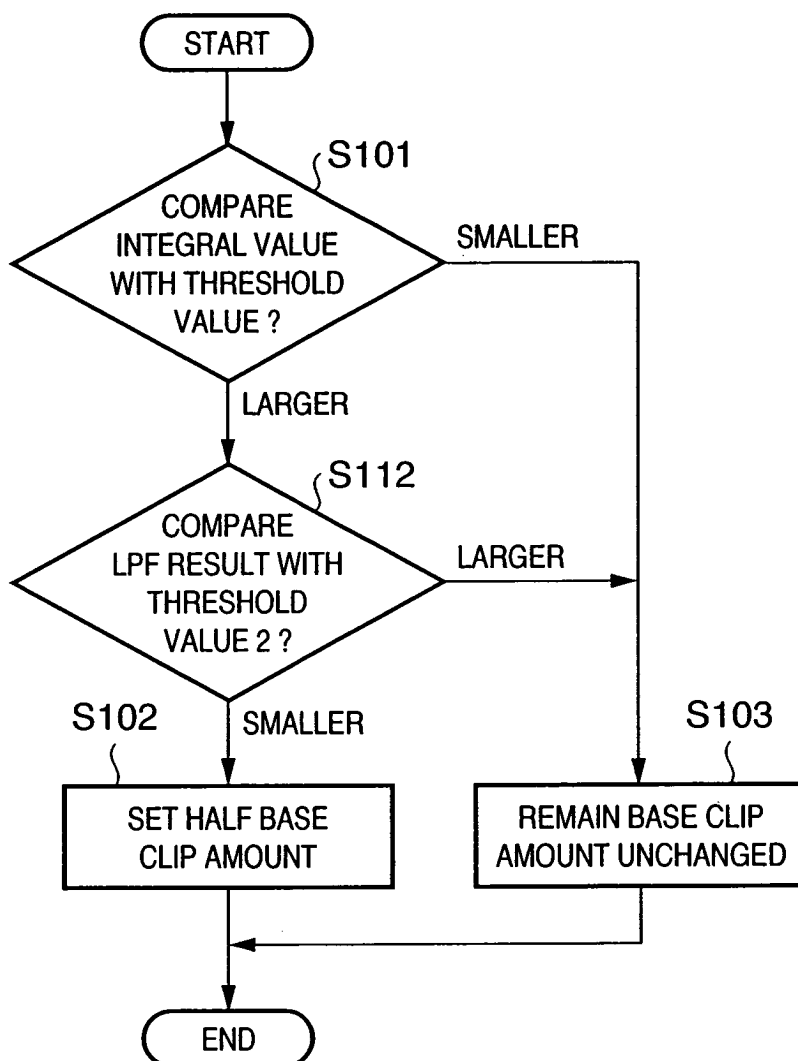 START
S101
COMPARE
INTEGRAL VALUE
WITH THRESHOLD
VALUE ?
SMALLER
LARGER
S112
COMPARE
LPF RESULT WITH
THRESHOLD
VALUE 2 ?
LARGER
SMALLER
S102
SET HALF BASE
CLIP AMOUNT
S103
REMAIN BASE CLIP
AMOUNT UNCHANGED
END